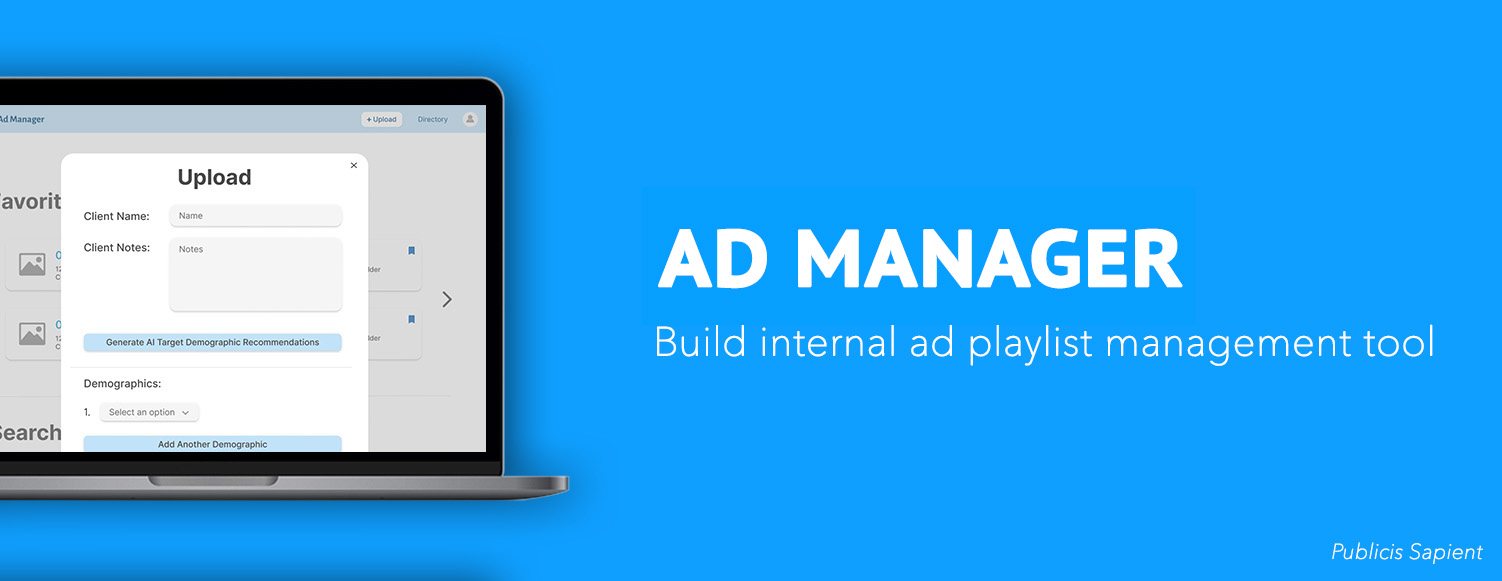 Ad Manager
+ Upload
Directory
Upload
×
Client Name:
Name
Client Notes:
Notes
Generate AI Target Demographic Recommendations
Demographics:
1.
Select an option
Add Another Demographic
Search
AD MANAGER
Build internal ad playlist management tool
Publicis Sapient